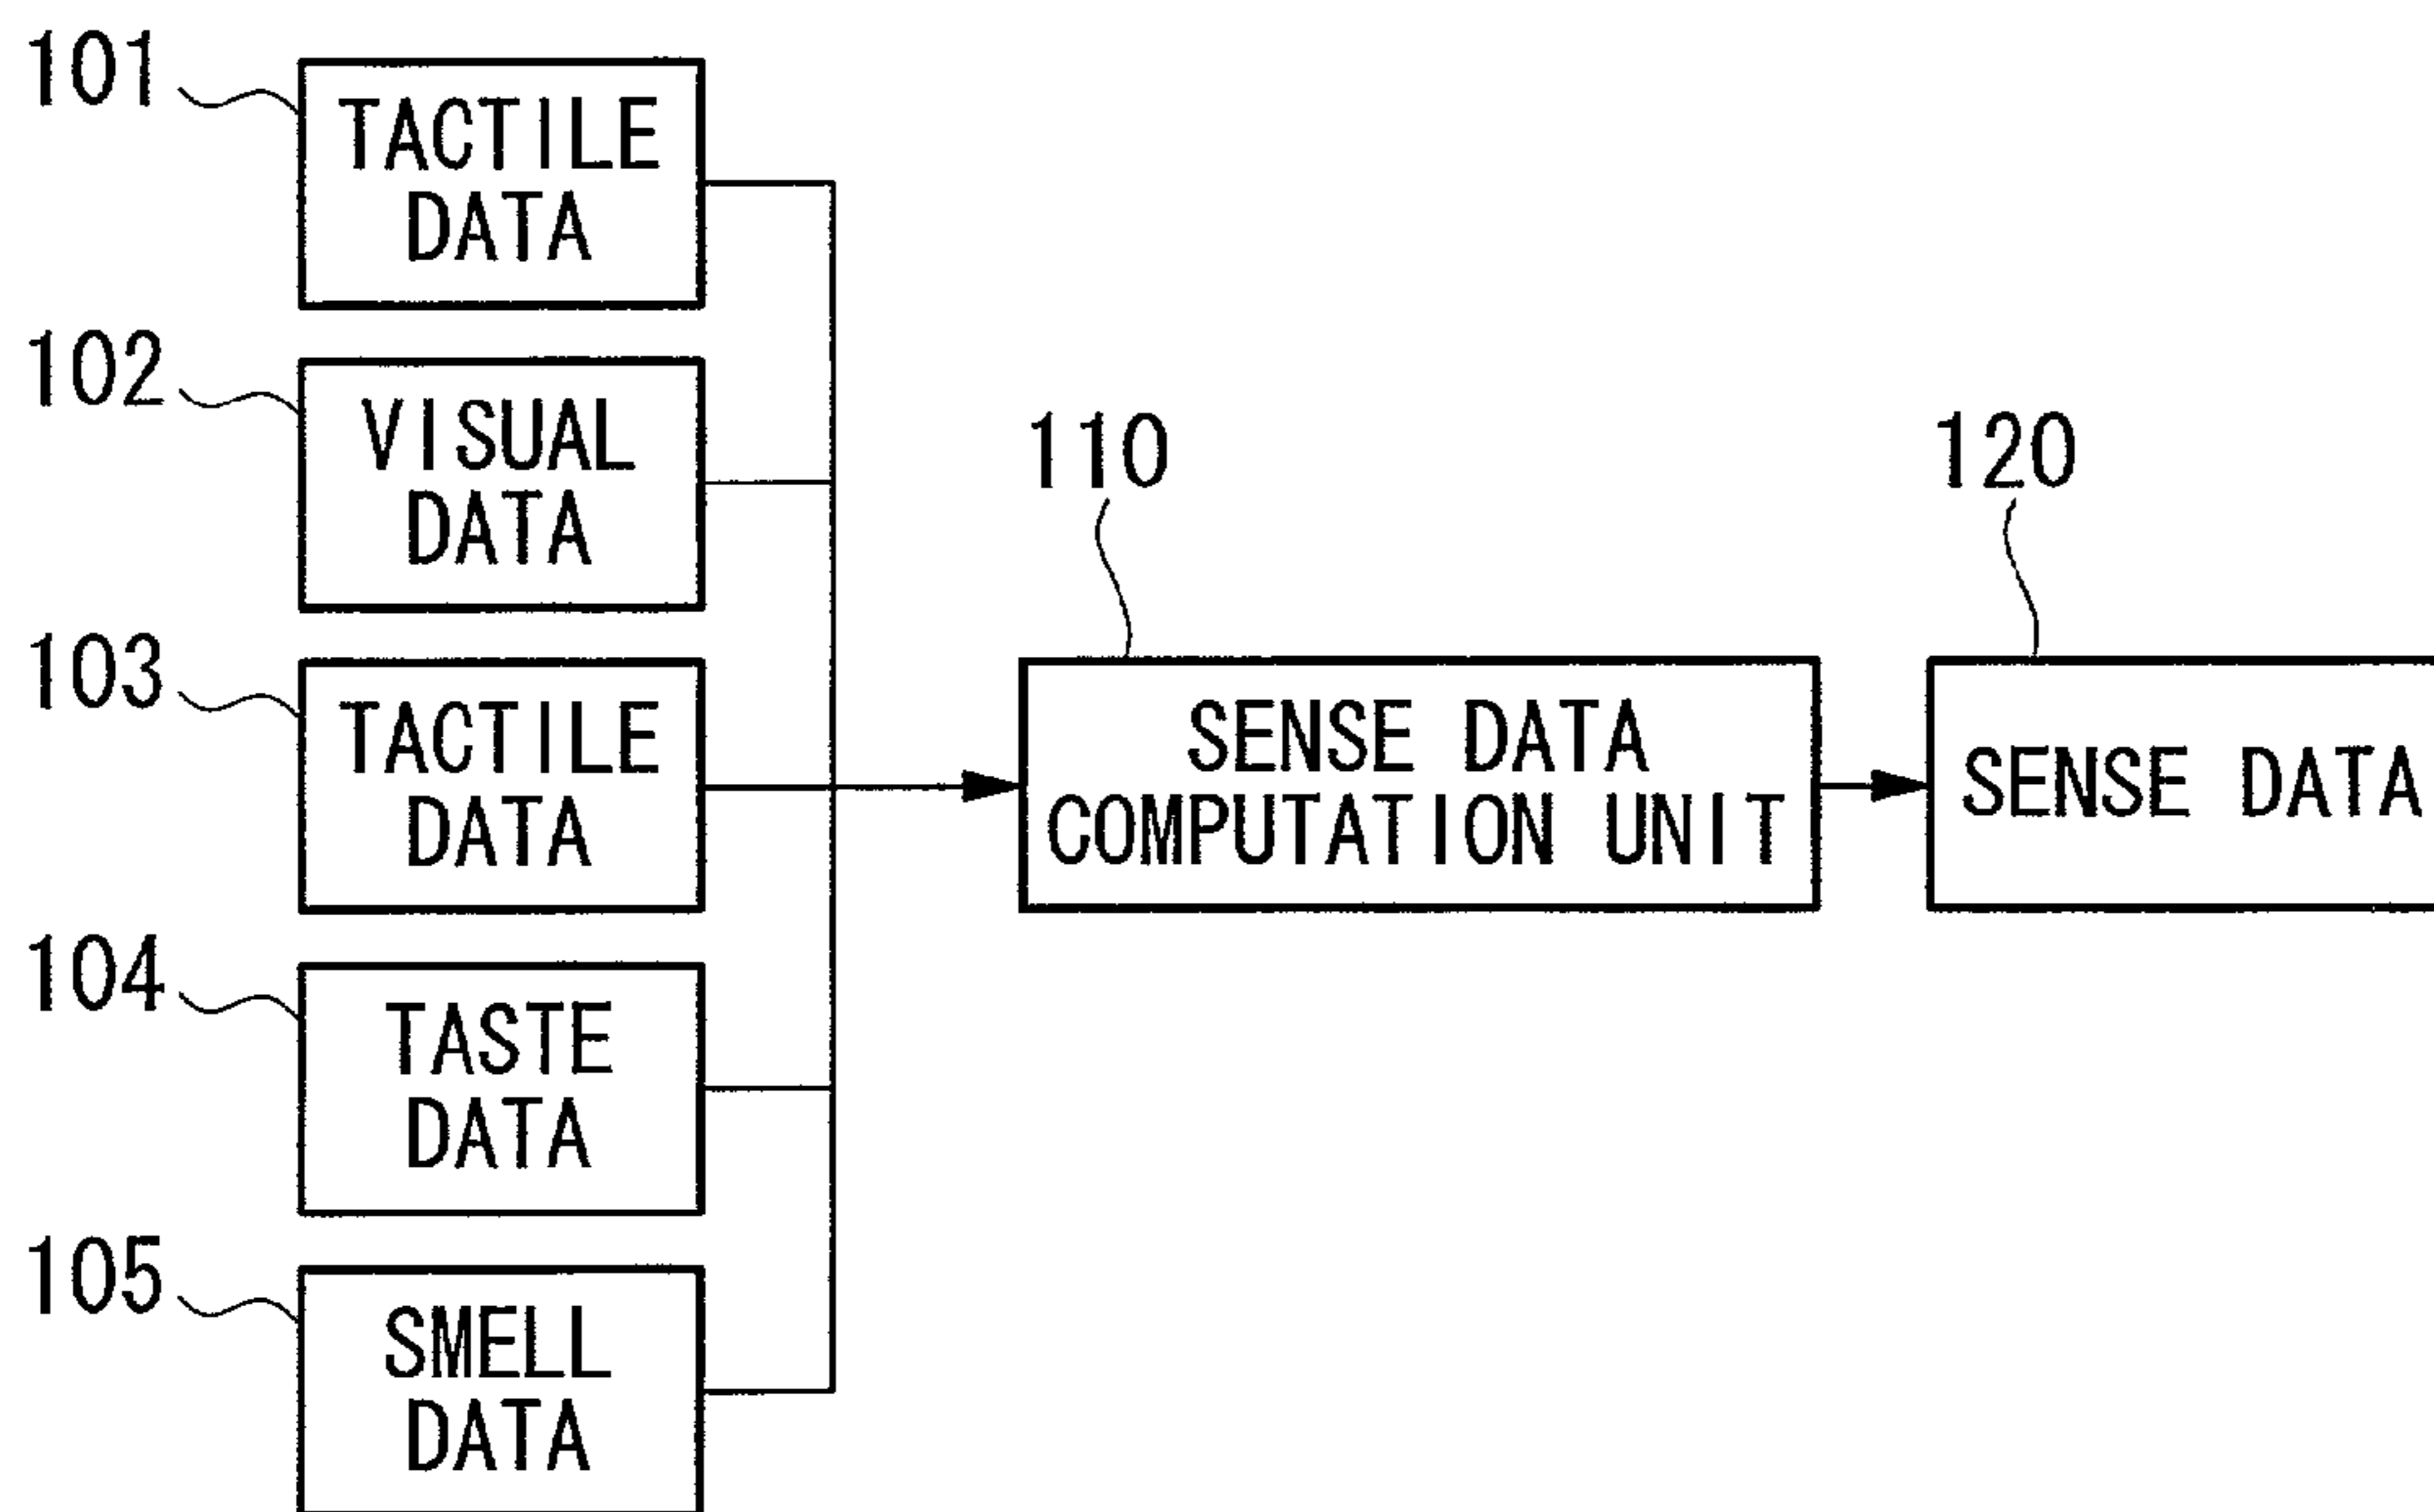 101
TACTILE
DATA
102
VISUAL
DATA
103
TACTILE
DATA
104
TASTE
DATA
105
SMELL
DATA
110
SENSE DATA
COMPUTATION UNIT
120
SENSE DATA